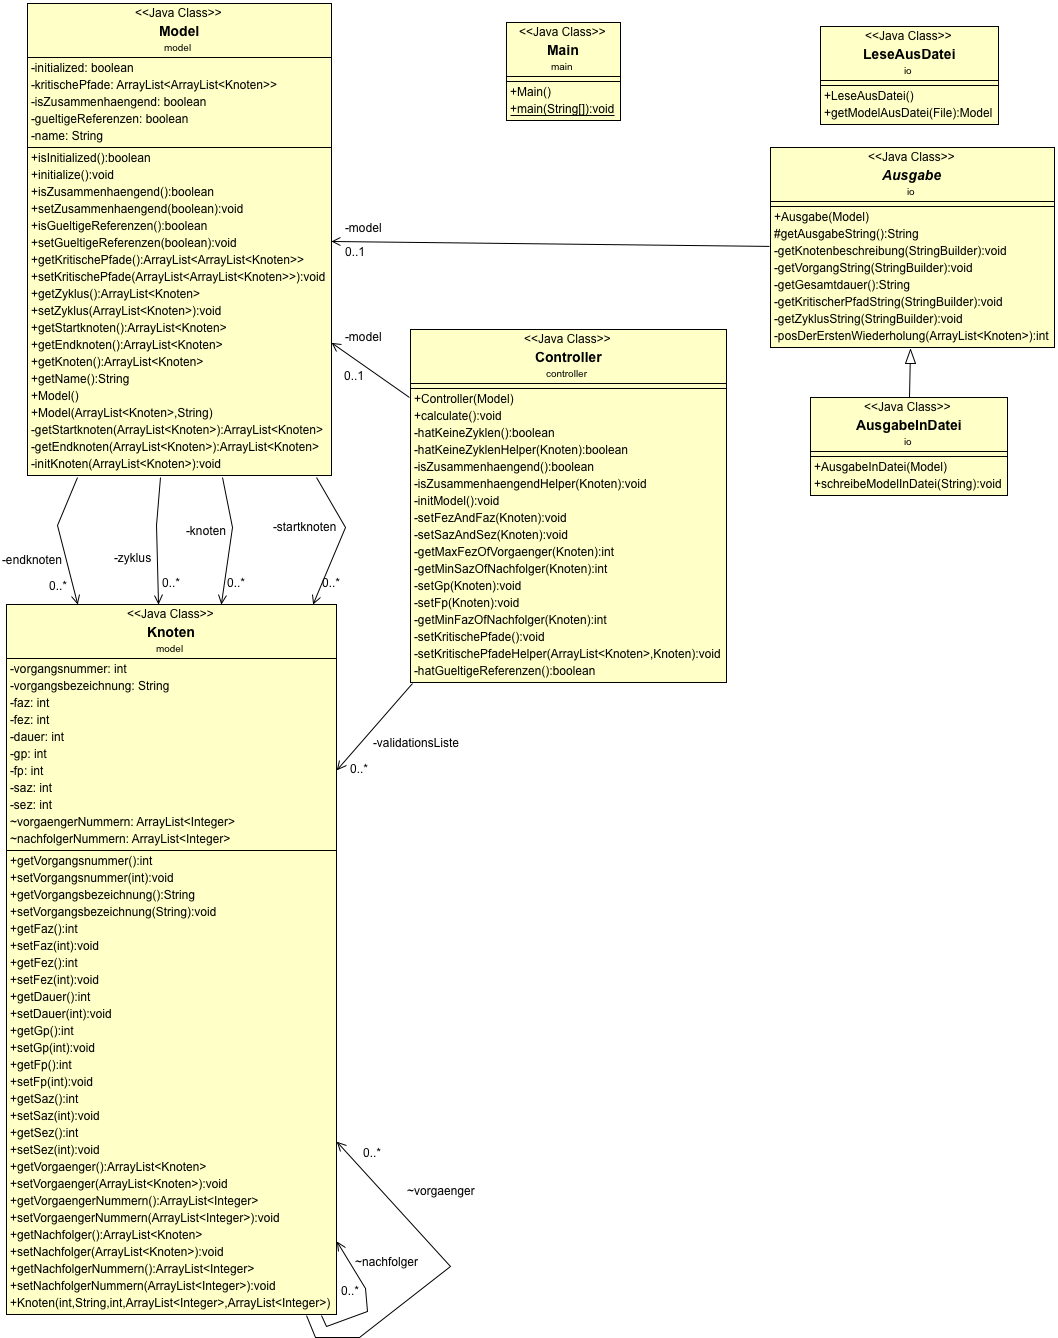 <<Java Class>>
Model
model
-initialized: boolean
-kritischePfade: ArrayList<ArrayList<Knoten>>
-isZusammenhaengend: boolean
-gueltigeReferenzen: boolean
-name: String
+isInitialized():boolean
+initialize():void
+isZusammenhaengend():boolean
+setZusammenhaengend(boolean):void
+isGueltigeReferenzen():boolean
+setGueltigeReferenzen(boolean):void
+getKritischePfade():ArrayList<ArrayList<Knoten>>
+setKritischePfade(ArrayList<ArrayList<Knoten>>):void
+getZyklus():ArrayList<Knoten>
+setZyklus(ArrayList<Knoten>):void
+getStartknoten():ArrayList<Knoten>
+getEndknoten():ArrayList<Knoten>
+getKnoten():ArrayList<Knoten>
+getName():String
+Model()
+Model(ArrayList<Knoten>,String)
-getStartknoten(ArrayList<Knoten>):ArrayList<Knoten>
-getEndknoten(ArrayList<Knoten>):ArrayList<Knoten>
-initKnoten(ArrayList<Knoten>):void
<<Java Class>>
Main
main
+Main()
+main(String[]):void
<<Java Class>>
LeseAusDatei
io
+LeseAusDatei()
+getModelAusDatei(File):Model
<<Java Class>>
Ausgabe
io
+Ausgabe(Model)
#getAusgabeString():String
-getKnotenbeschreibung(StringBuilder):void
-getVorgangString(StringBuilder):void
-getGesamtdauer():String
-getKritischerPfadString(StringBuilder):void
-getZyklusString(StringBuilder):void
-posDerErstenWiederholung(ArrayList<Knoten>):int
-model
0..1
-model
0..1
<<Java Class>>
Controller
controller
+Controller(Model)
+calculate():void
-hatKeineZyklen():boolean
-hatKeineZyklenHelper(Knoten):boolean
-isZusammenhaengend():boolean
-isZusammenhaengendHelper(Knoten):void
-initModel():void
-setFezAndFaz(Knoten):void
-setSazAndSez(Knoten):void
-getMaxFezOfVorgaenger(Knoten):int
-getMinSazOfNachfolger(Knoten):int
-setGp(Knoten):void
-setFp(Knoten):void
-getMinFazOfNachfolger(Knoten):int
-setKritischePfade():void
-setKritischePfadeHelper(ArrayList<Knoten>,Knoten):void
-hatGueltigeReferenzen():boolean
<<Java Class>>
AusgabeInDatei
io
+AusgabeInDatei(Model)
+schreibeModelInDatei(String):void
-endknoten
0..*
-zyklus
0..*
-knoten
0..*
-startknoten
0..*
-validationsListe
0..*
<<Java Class>>
Knoten
model
-vorgangsnummer: int
-vorgangsbezeichnung: String
-faz: int
-fez: int
-dauer: int
-gp: int
-fp: int
-saz: int
-sez: int
~vorgaengerNummern: ArrayList<Integer>
~nachfolgerNummern: ArrayList<Integer>
+getVorgangsnummer():int
+setVorgangsnummer(int):void
+getVorgangsbezeichnung():String
+setVorgangsbezeichnung(String):void
+getFaz():int
+setFaz(int):void
+getFez():int
+setFez(int):void
+getDauer():int
+setDauer(int):void
+getGp():int
+setGp(int):void
+getFp():int
+setFp(int):void
+getSaz():int
+setSaz(int):void
+getSez():int
+setSez(int):void
+getVorgaenger():ArrayList<Knoten>
+setVorgaenger(ArrayList<Knoten>):void
+getVorgaengerNummern():ArrayList<Integer>
+setVorgaengerNummern(ArrayList<Integer>):void
+getNachfolger():ArrayList<Knoten>
+setNachfolger(ArrayList<Knoten>):void
+getNachfolgerNummern():ArrayList<Integer>
+setNachfolgerNummern(ArrayList<Integer>):void
+Knoten(int,String,int,ArrayList<Integer>,ArrayList<Integer>)
0..*
~vorgaenger
~nachfolger
0..*